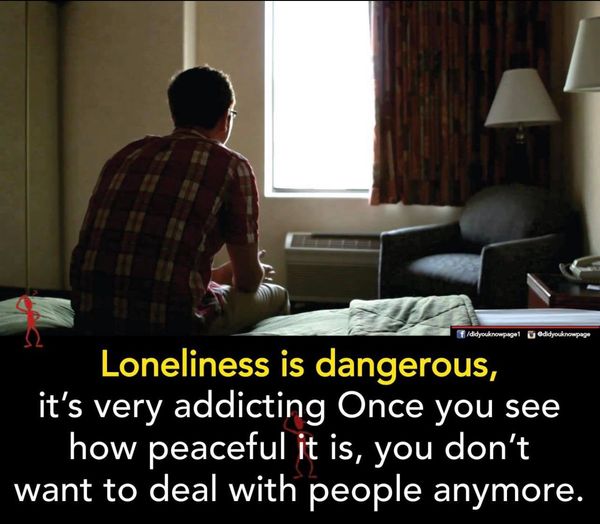 /didyouknowpage1 @didyouknowpage
Loneliness is dangerous,
it's very addicting Once you see
how peaceful it is, you don't
want to deal with people anymore.